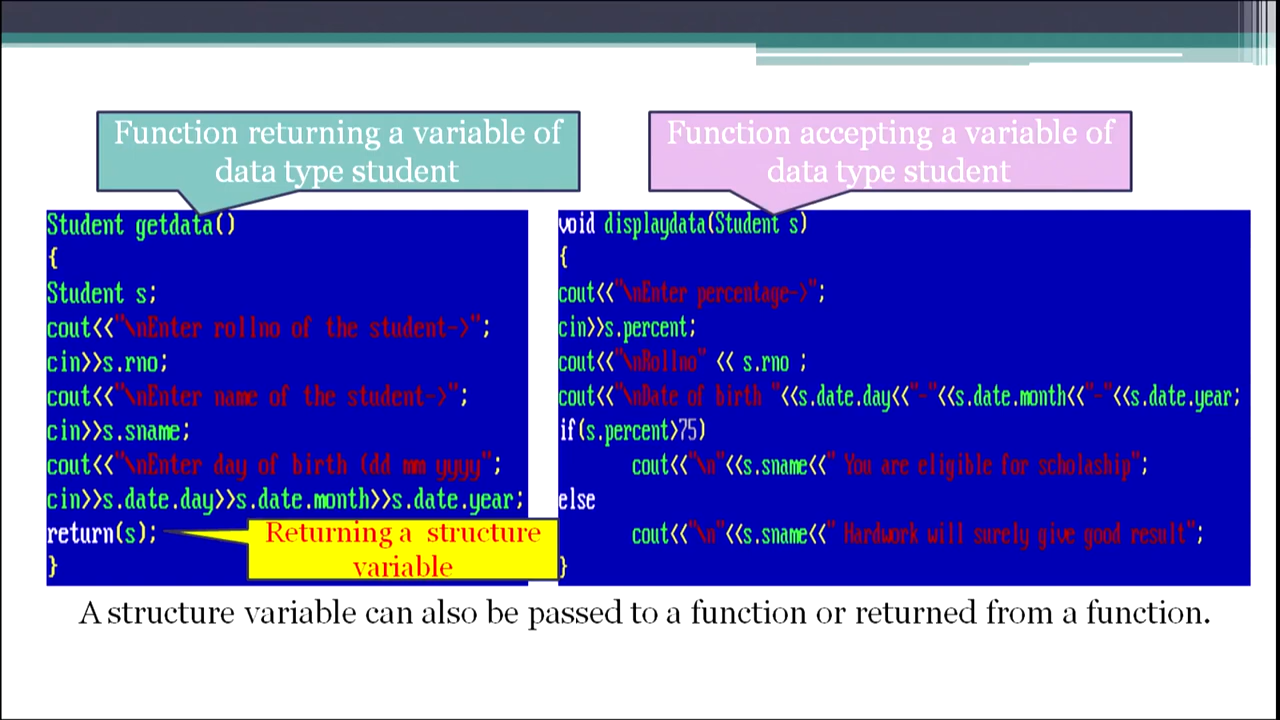 Function returning a variable of
data type student
Function accepting a variable of
data type student
Student getdata()
{
Student s;
cout<<"\nEnter rollno of the student->";
cin>>s.rno;
cout<<"\nEnter name of the student->";
cin>>s.sname;
cout<<"\nEnter day of birth (dd mm yyyy";
cin>>s.date.day>>s.date.month>>s.date.year;
return(s);
}
Returning a structure
variable
void displaydata(Student s)
{
cout<<"\nEnter percentage->";
cin>>s.percent;
cout<<"\nRollno" << s.rno ;
cout<<"\nDate of birth "<<s.date.day<<"-"<<s.date.month<<"-"<<s.date.year;
if(s.percent>75)
cout<<"\n"<<s.sname<<" You are eligible for scholaship";
else
cout<<"\n"<<s.sname<<" Hardwork will surely give good result";
}
A structure variable can also be passed to a function or returned from a function.